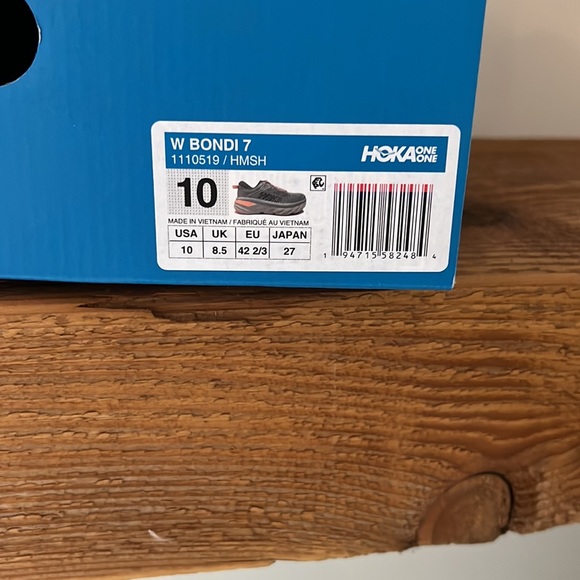 W BONDI 7
1110519 / HMSH
HOKA ONE ONE
10
MADE IN VIETNAM / FABRIQUÉ AU VIETNAM
USA UK EU JAPAN
10 8.5 42 2/3 27
1 94715 58248 4